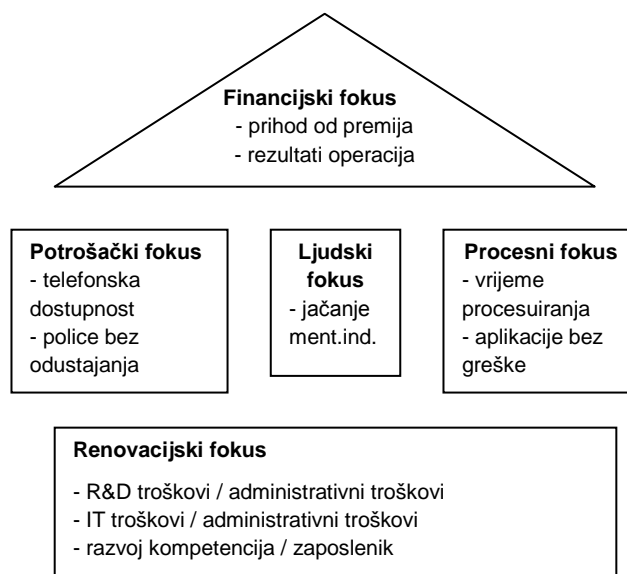 Financijski fokus
- prihod od premija
- rezultati operacija
Potrošački fokus
- telefonska
dostupnost
- police bez
odustajanja
Ljudski
fokus
- jačanje
ment.ind.
Procesni fokus
- vrijeme
procesuiranja
- aplikacije bez
greške
Renovacijski fokus
- R&D troškovi / administrativni troškovi
- IT troškovi / administrativni troškovi
- razvoj kompetencija / zaposlenik